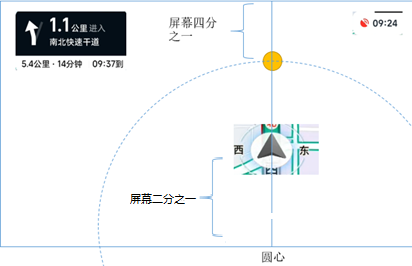 1.1公里 进入
南北快速干道
5.4公里·14分钟 09:37到
屏幕四分
之一
09:24
西
东
屏幕二分之一
圆心